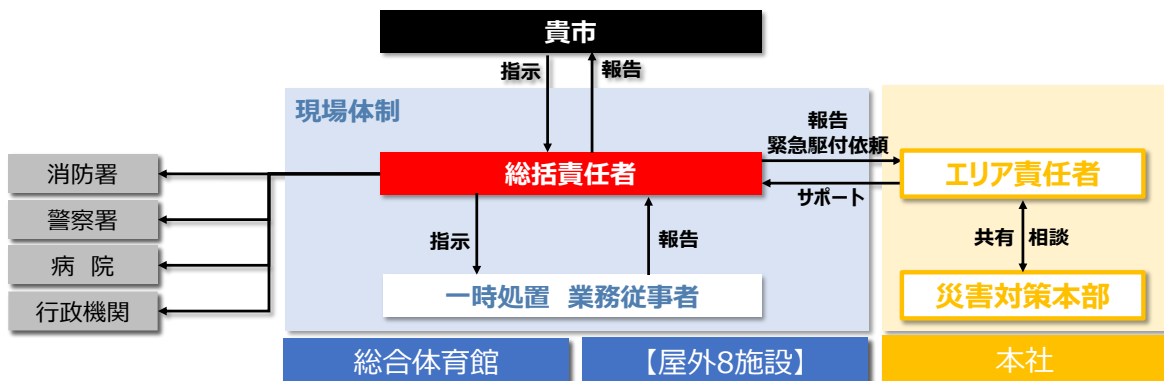 貴市
指示
報告
現場体制
報告
緊急駆付依頼
消防署
総括責任者
エリア責任者
警察署
サポート
指示
報告
共有
相談
病 院
一時処置 業務従事者
災害対策本部
行政機関
総合体育館
【屋外8施設】
本社